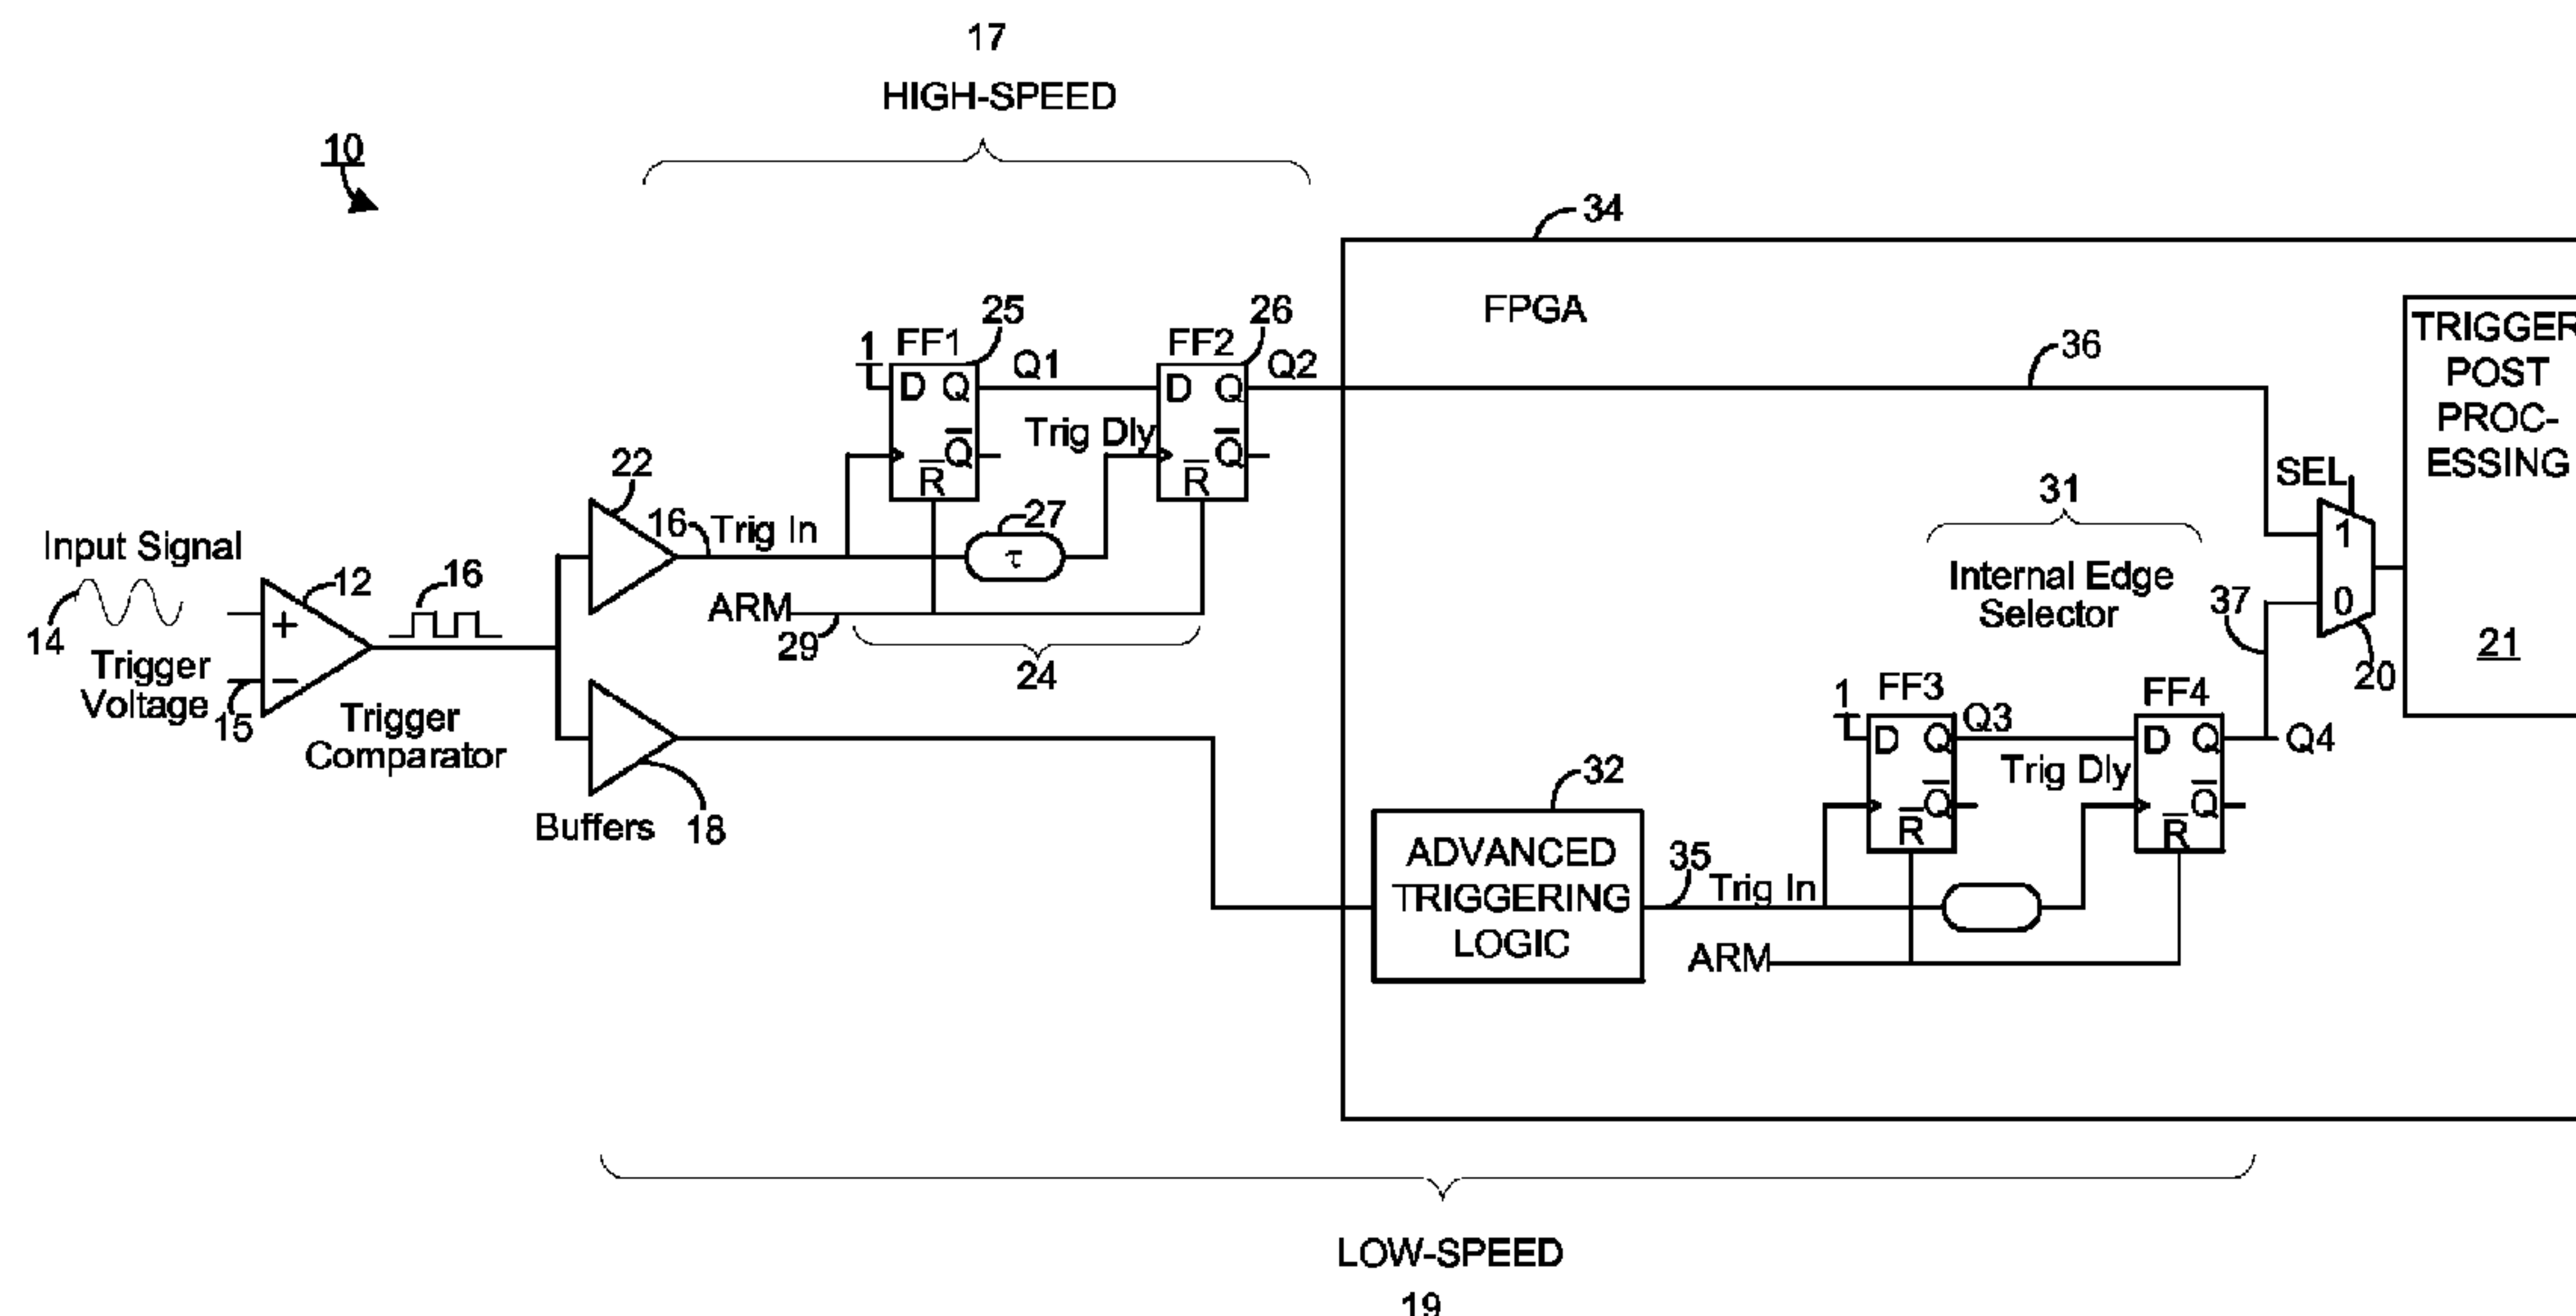 17
HIGH-SPEED
10
34
FPGA
25
26
1
FF1
Q1
FF2
Q2
D Q
D Q
Trig Dly
Q̅
Q̅
R̅
R̅
36
TRIGGER
POST
PROC-
ESSING
21
SEL
1
0
20
22
16
Trig In
27
τ
ARM
29
24
Input Signal
14
12
16
+
−
Trigger
Voltage
15
Trigger
Comparator
Buffers
18
31
Internal Edge
Selector
37
1
FF3
Q3
FF4
Q4
D Q
D Q
Trig Dly
Q̅
Q̅
R̅
R̅
32
ADVANCED
TRIGGERING
LOGIC
35
Trig In
ARM
LOW-SPEED
19